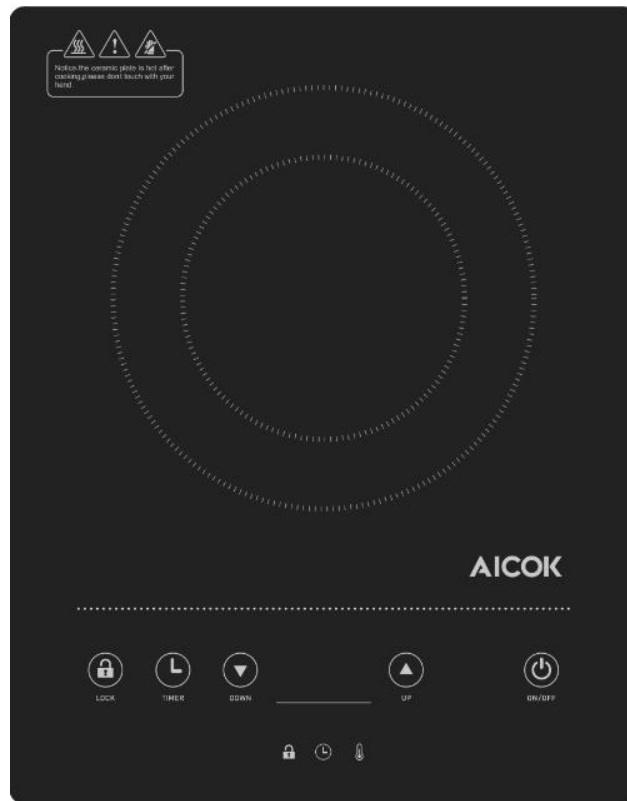 Notice:the ceramic plate is hot after
cooking,please dont touch with your
hand
AICOK
LOCK
TIMER
DOWN
UP
ON/OFF